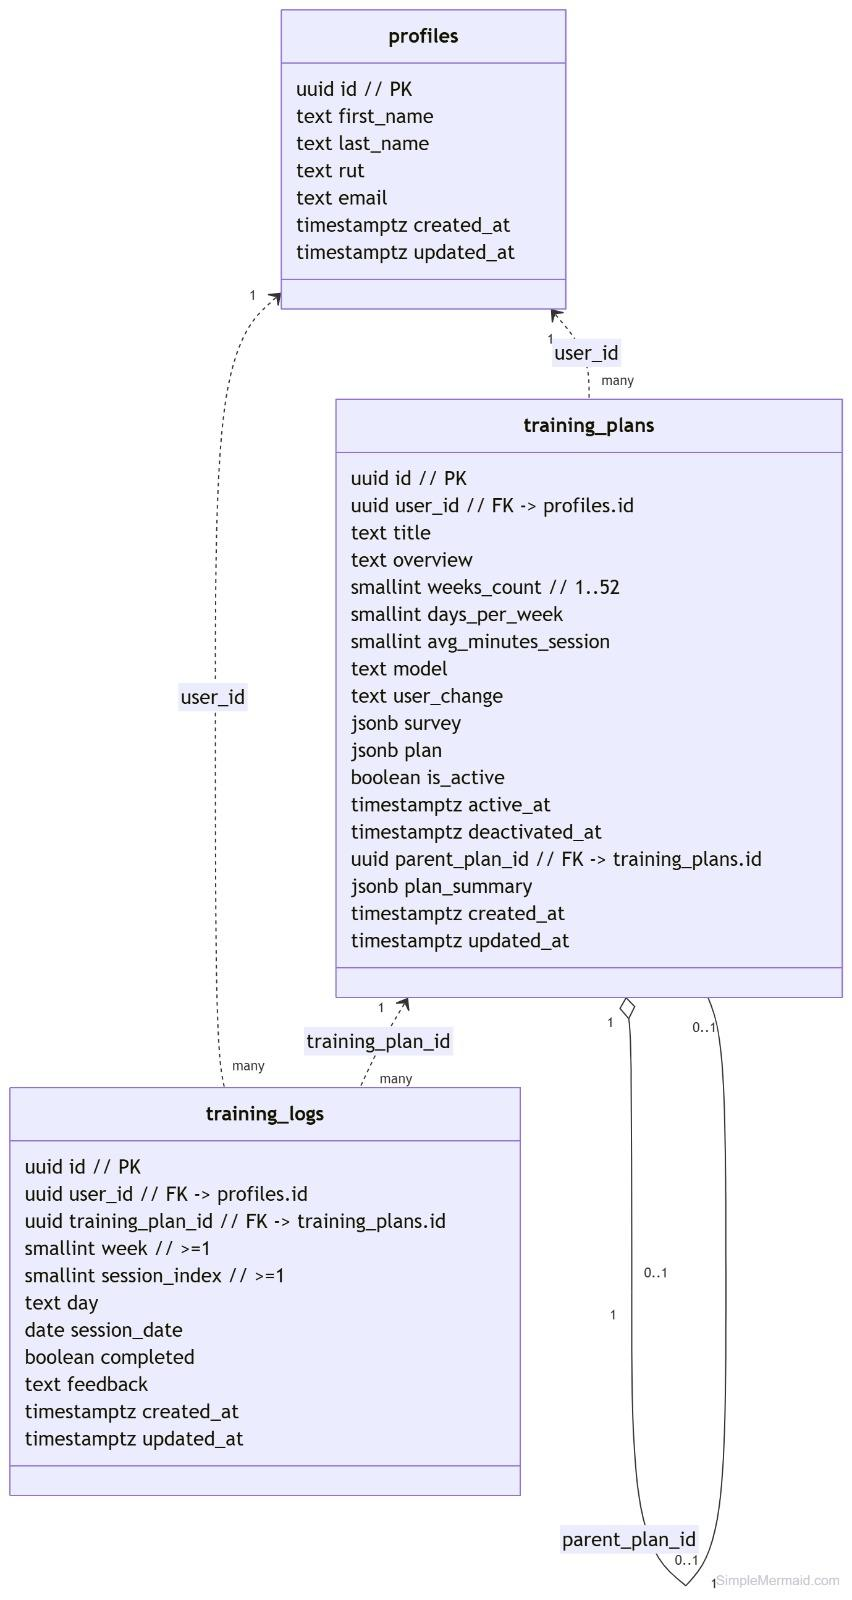 profiles
uuid id // PK
text first_name
text last_name
text rut
text email
timestamptz created_at
timestamptz updated_at
1
1
user_id
many
training_plans
uuid id // PK
uuid user_id // FK -> profiles.id
text title
text overview
smallint weeks_count // 1..52
smallint days_per_week
smallint avg_minutes_session
text model
text user_change
jsonb survey
jsonb plan
boolean is_active
timestamptz active_at
timestamptz deactivated_at
uuid parent_plan_id // FK -> training_plans.id
jsonb plan_summary
timestamptz created_at
timestamptz updated_at
user_id
1
training_plan_id
many
many
1
0..1
training_logs
uuid id // PK
uuid user_id // FK -> profiles.id
uuid training_plan_id // FK -> training_plans.id
smallint week // >=1
smallint session_index // >=1
text day
date session_date
boolean completed
text feedback
timestamptz created_at
timestamptz updated_at
0..1
1
parent_plan_id
0..1
1
SimpleMermaid.com